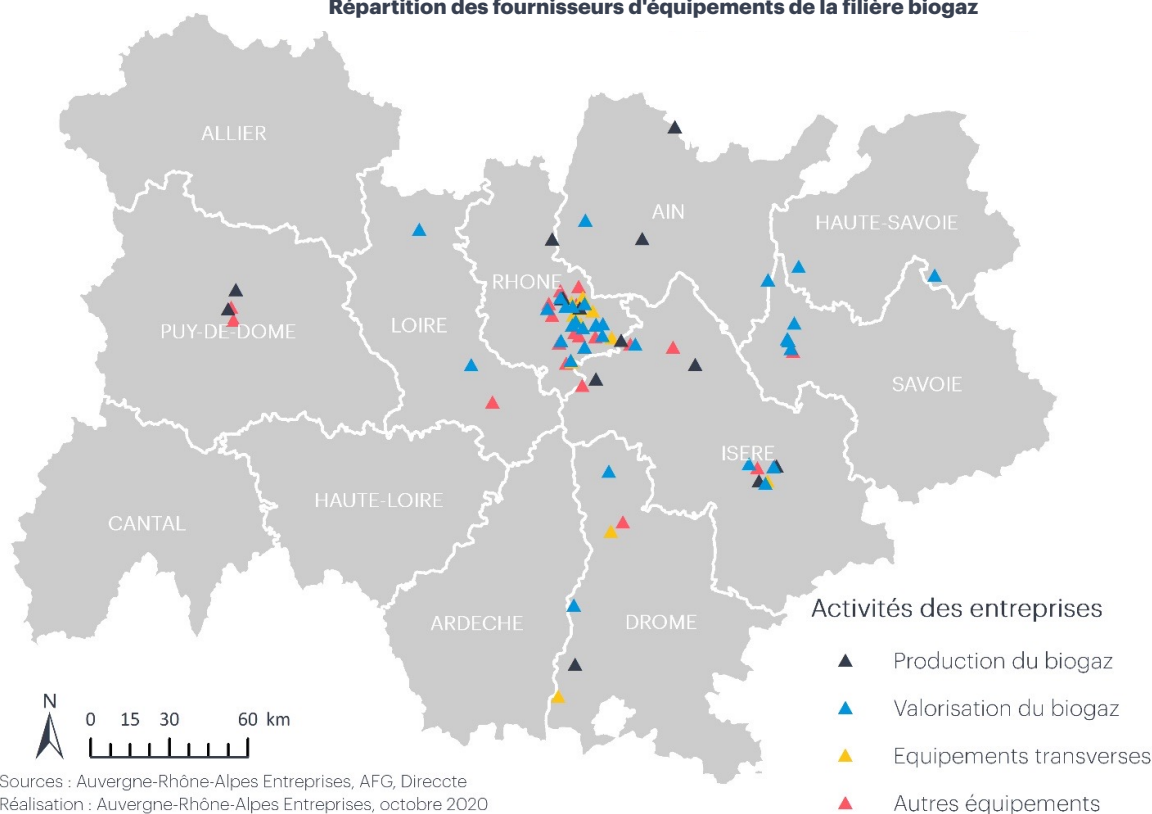 Répartition des fournisseurs d'équipements de la filière biogaz
ALLIER
AIN
HAUTE-SAVOIE
RHONE
LOIRE
PUY-DE-DOME
SAVOIE
ISERE
HAUTE-LOIRE
CANTAL
ARDECHE
DROME
Activités des entreprises
Production du biogaz
Valorisation du biogaz
Equipements transverses
Autres équipements
N
0 15 30 60 km
Sources : Auvergne-Rhône-Alpes Entreprises, AFG, Direccte
Réalisation : Auvergne-Rhône-Alpes Entreprises, octobre 2020